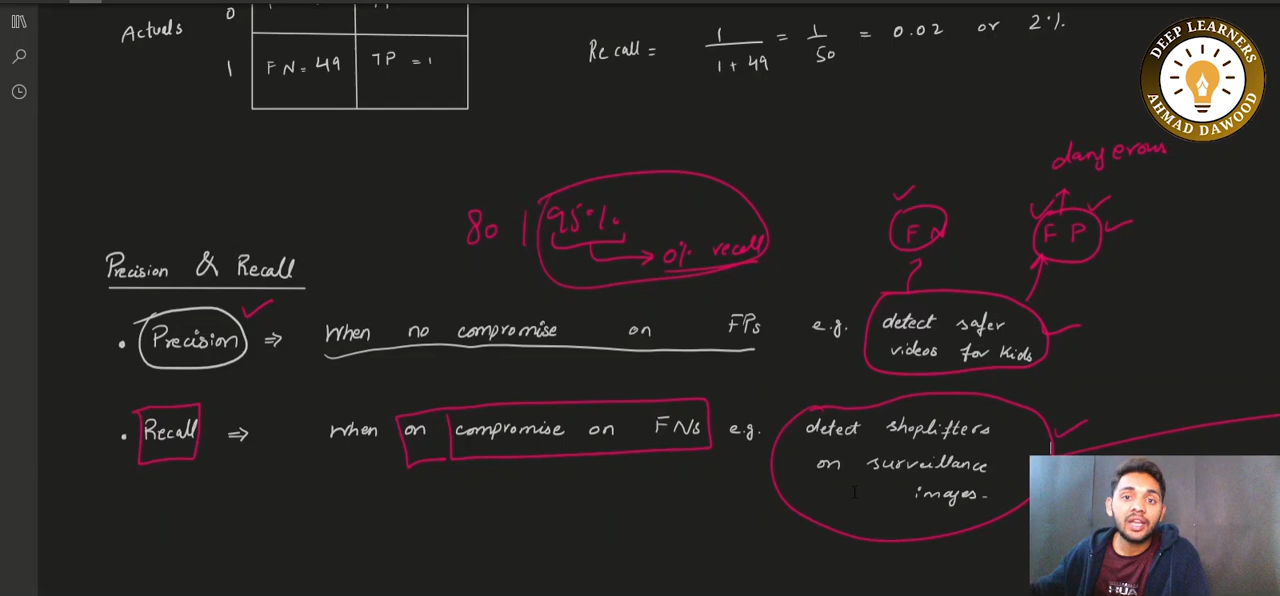 Actuals
0
1
FN = 49
TP = 1
Recall = 1 / 1 + 49 = 1 / 50 = 0.02 or 2%
DEEP LEARNERS
AHMAD DAWOOD
dangerous
80 | 95%
0% recall
FN
FP
Precision & Recall
• Precision ⇒ When no compromise on FPs e.g. detect safer
videos for kids
• Recall ⇒ When on compromise on FNs e.g. detect shoplifters
on surveillance
images.